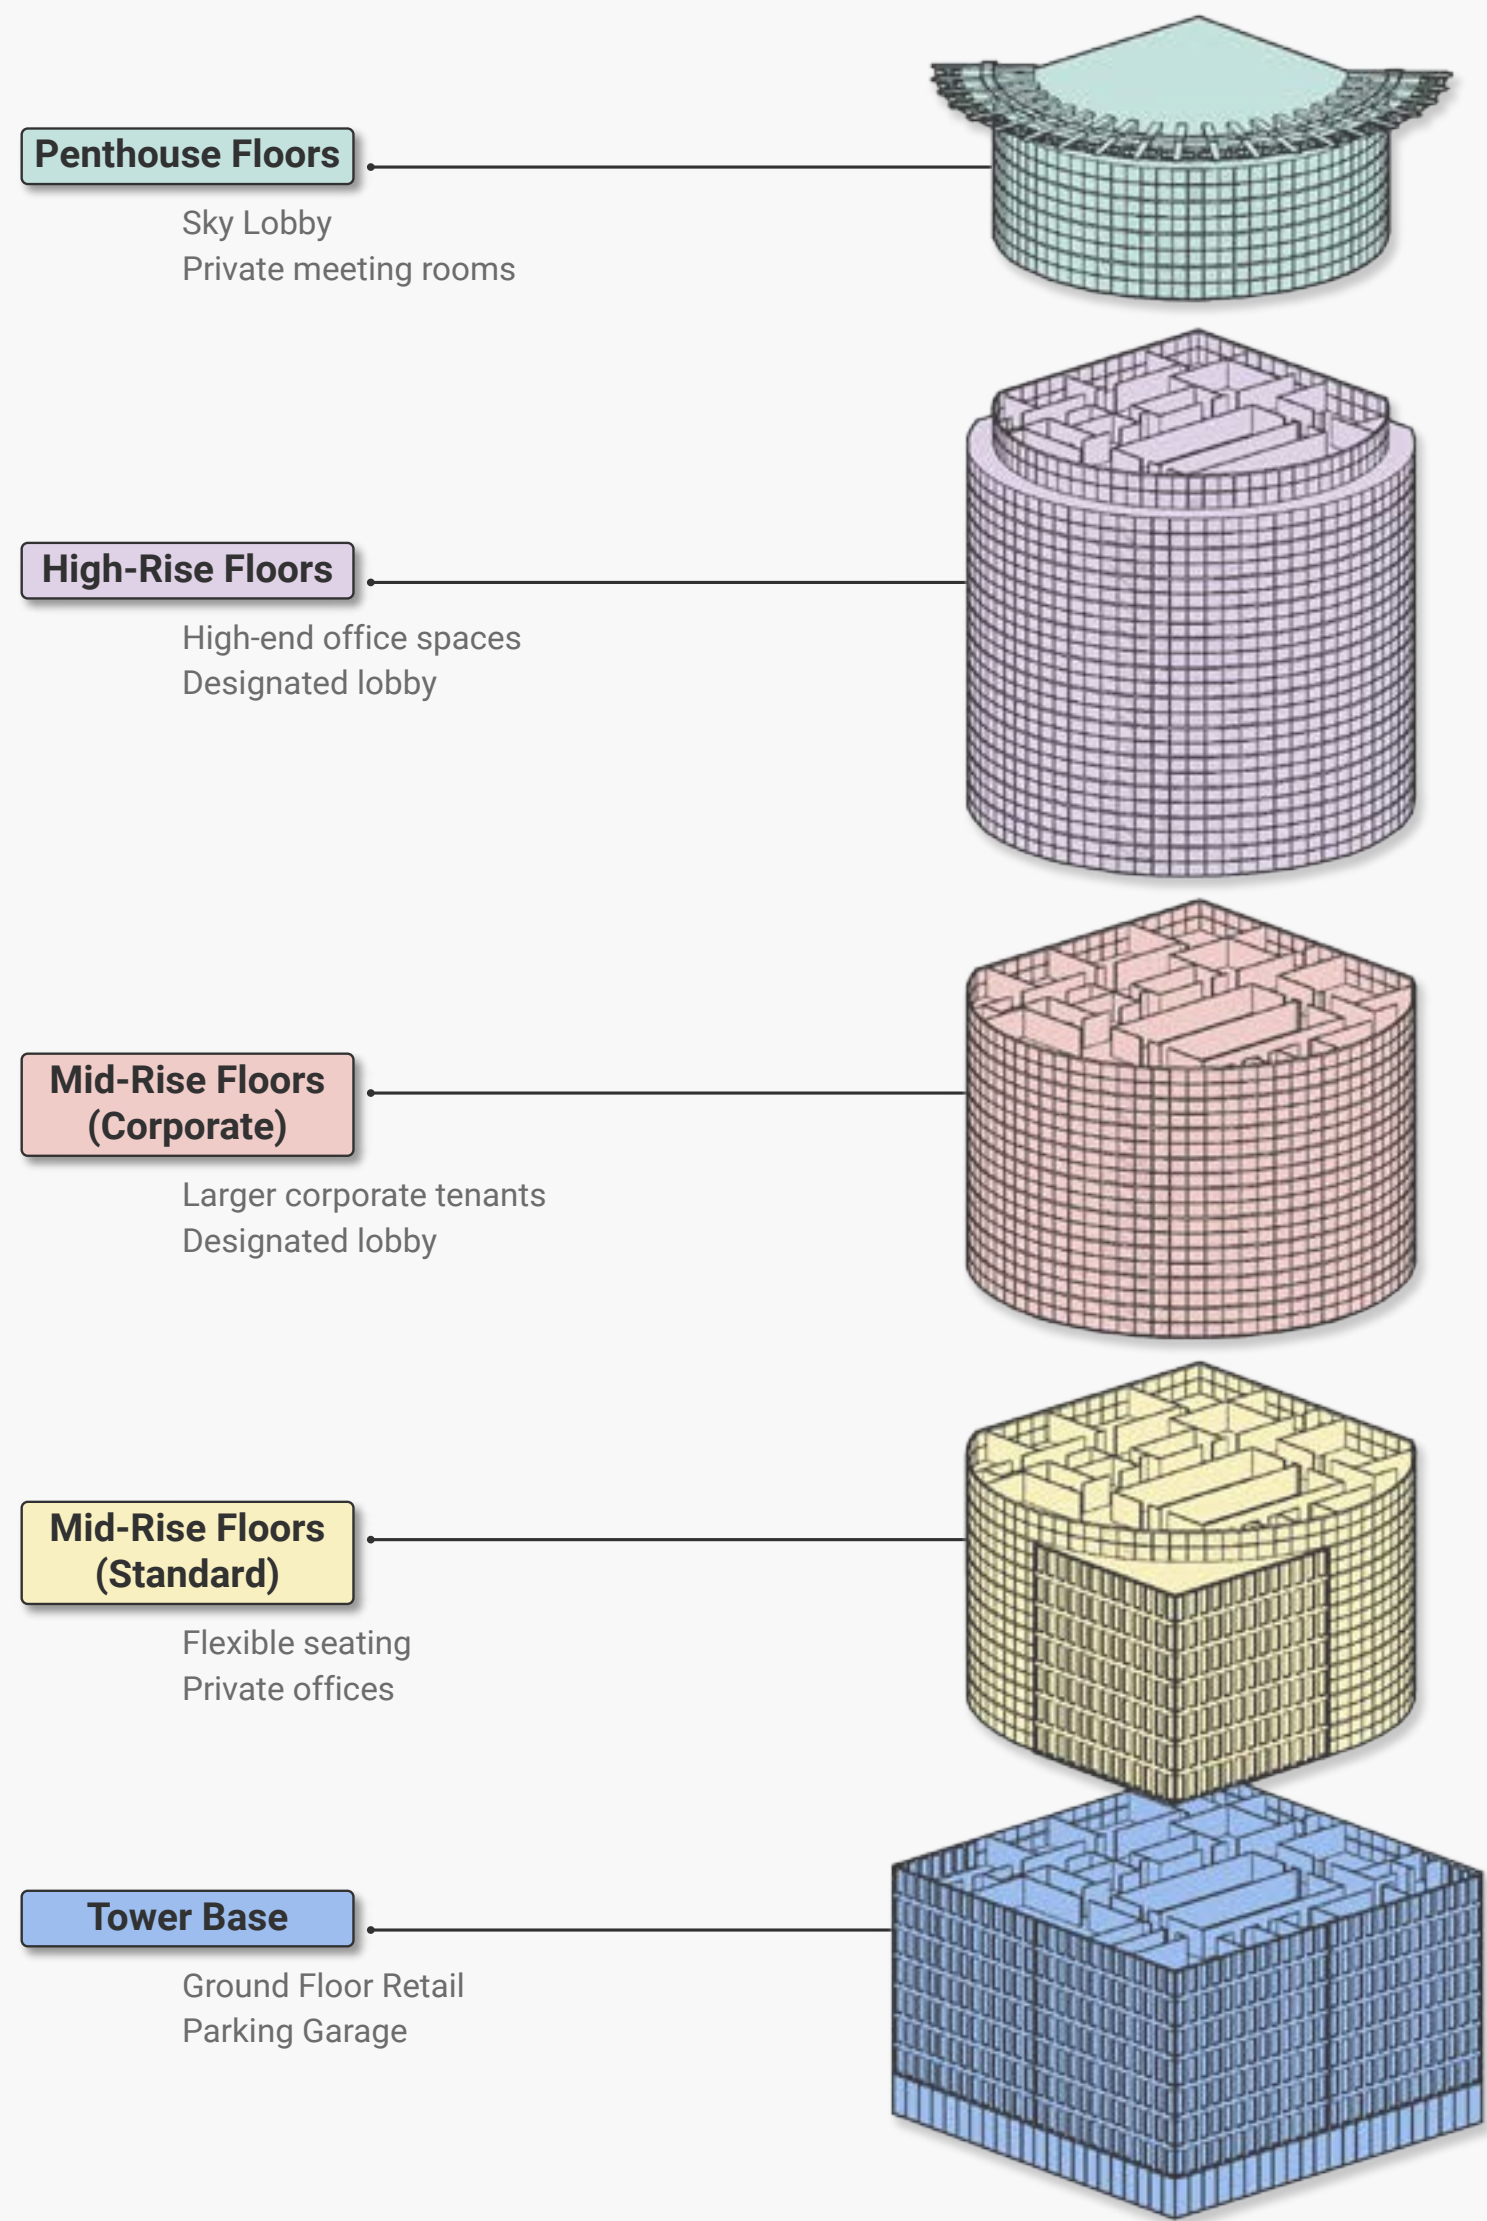 Penthouse Floors
Sky Lobby
Private meeting rooms
High-Rise Floors
High-end office spaces
Designated lobby
Mid-Rise Floors
(Corporate)
Larger corporate tenants
Designated lobby
Mid-Rise Floors
(Standard)
Flexible seating
Private offices
Tower Base
Ground Floor Retail
Parking Garage